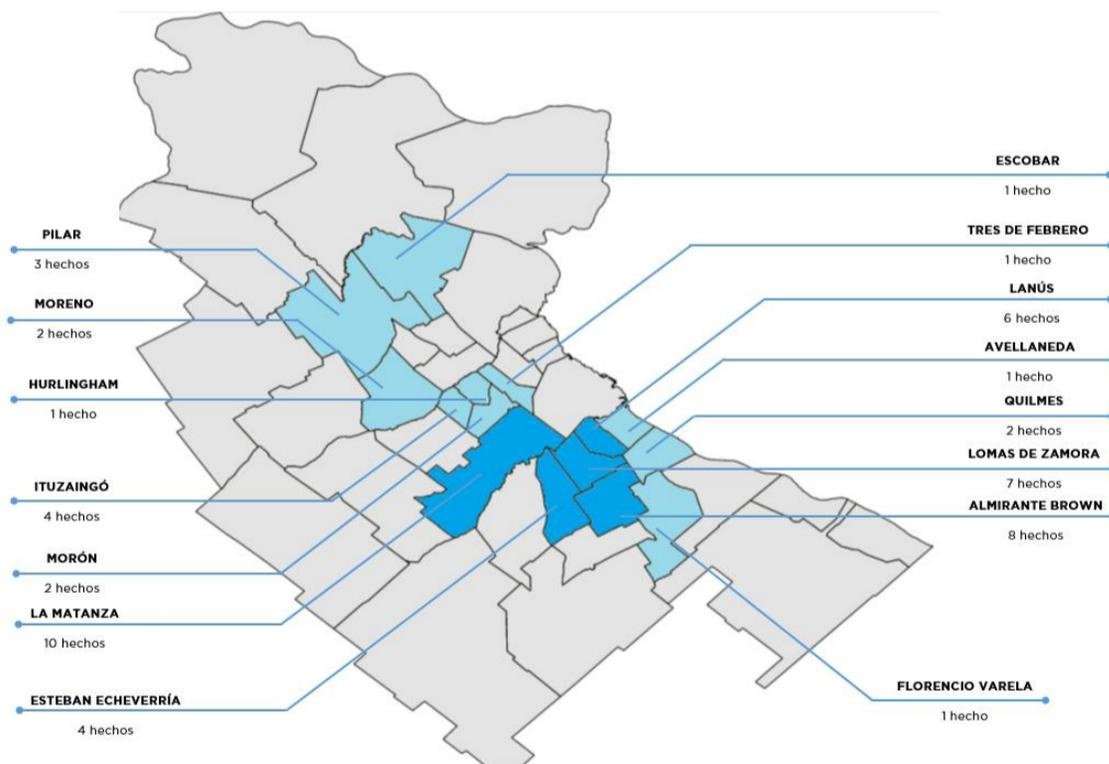 PILAR
3 hechos
MORENO
2 hechos
HURLINGHAM
1 hecho
ITUZAINGÓ
4 hechos
MORÓN
2 hechos
LA MATANZA
10 hechos
ESTEBAN ECHEVERRÍA
4 hechos
ESCOBAR
1 hecho
TRES DE FEBRERO
1 hecho
LANÚS
6 hechos
AVELLANEDA
1 hecho
QUILMES
2 hechos
LOMAS DE ZAMORA
7 hechos
ALMIRANTE BROWN
8 hechos
FLORENCIO VARELA
1 hecho